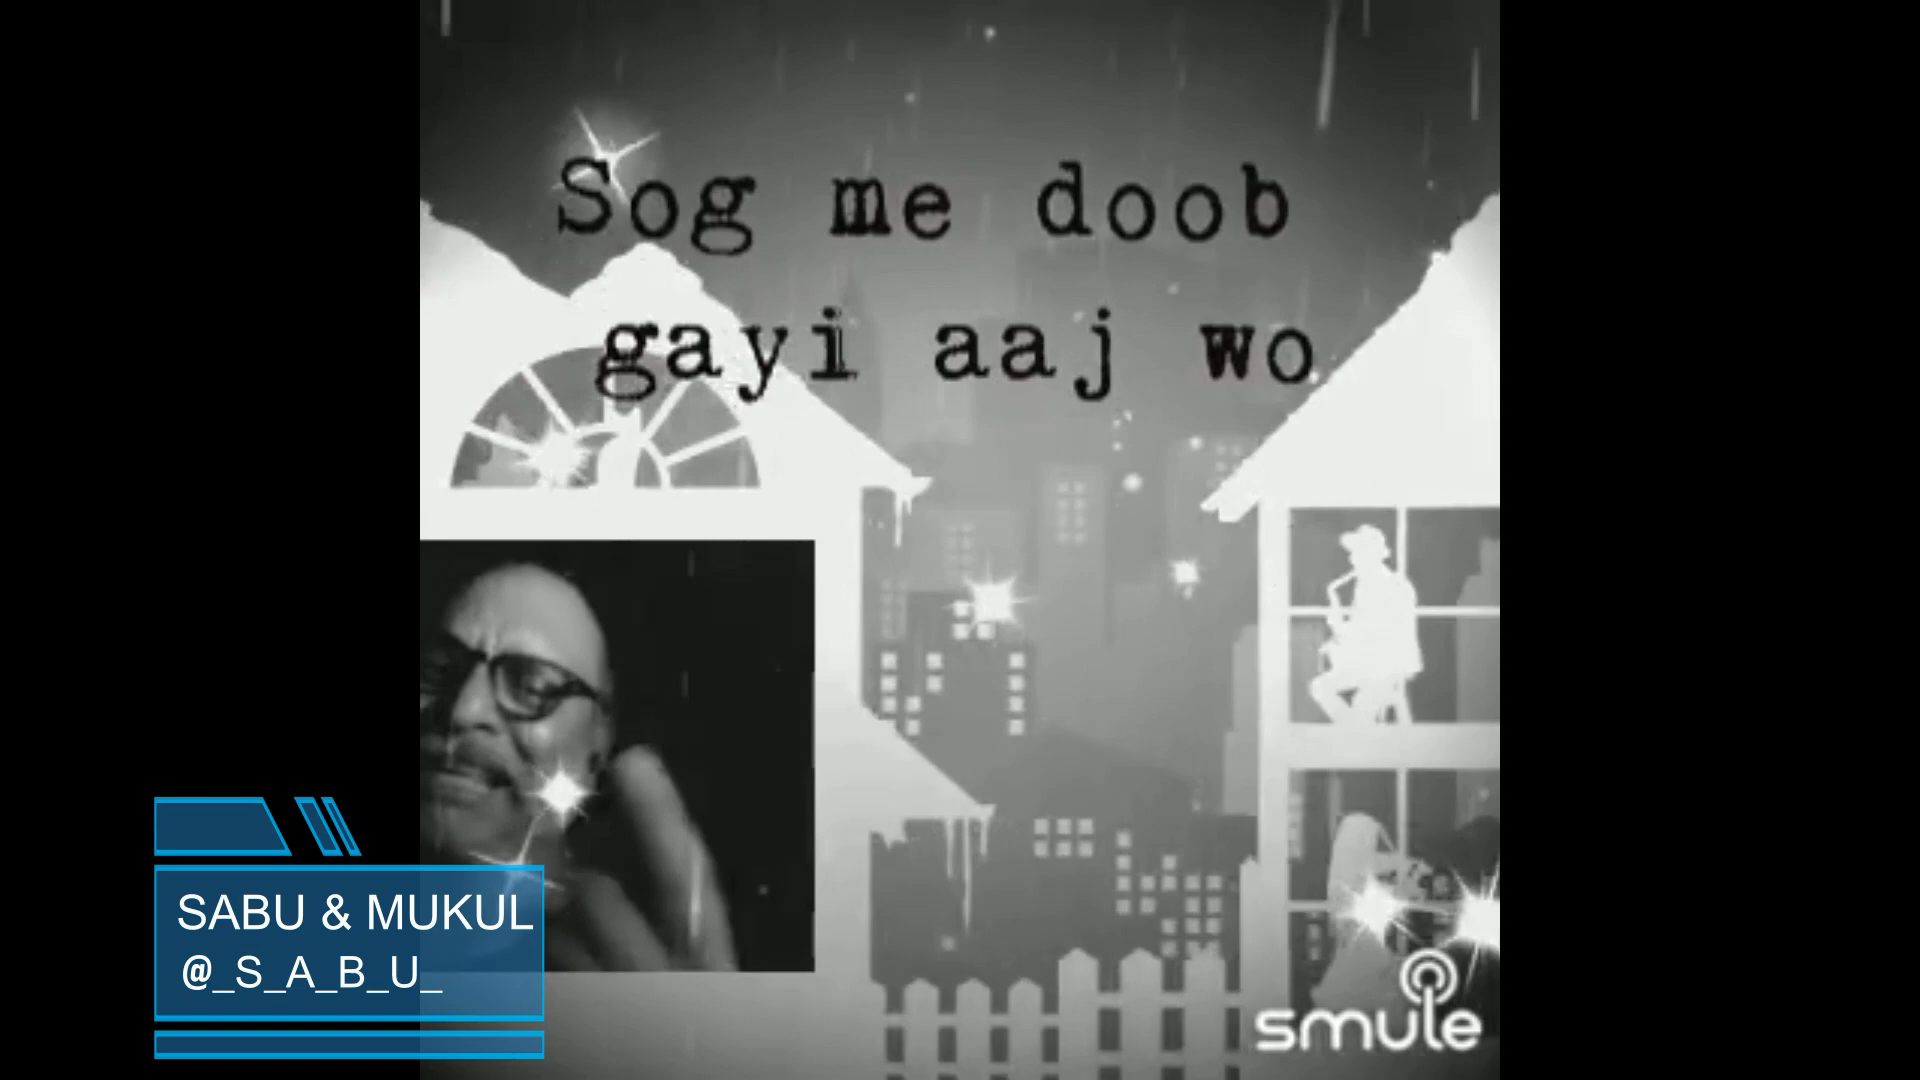 Sog me doob
gayi aaj wo
SABU & MUKUL
@_S_A_B_U_
smule